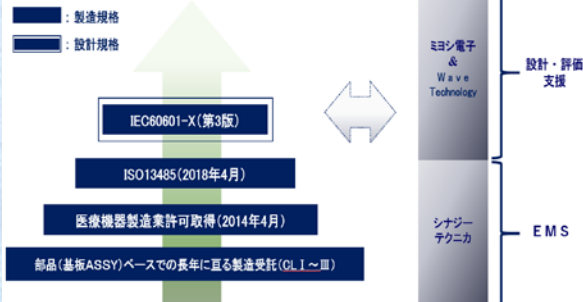 ：製造規格
：設計規格
IEC60601-X(第3版)
ISO13485(2018年4月)
医療機器製造業許可取得(2014年4月)
部品(基板ASSY)ベースでの長年に亘る製造受託(CLⅠ～Ⅲ)
ミヨシ電子
&
Wave
Technology
シナジー
テクニカ
設計・評価
支援
EMS